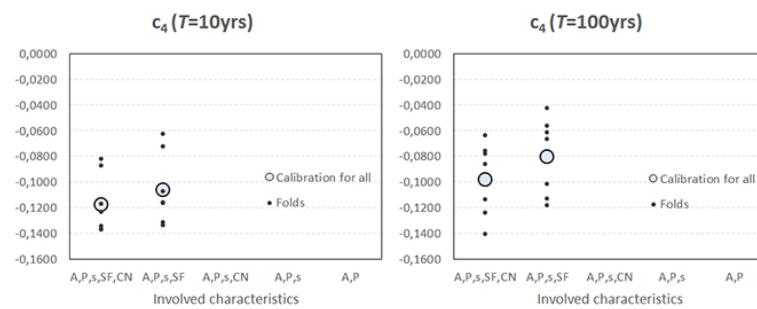 c4 (T=10yrs)
0,0000
-0,0200
-0,0400
-0,0600
-0,0800
-0,1000
-0,1200
-0,1400
-0,1600
Calibration for all
Folds
A,P,s,SF,CN A,P,s,SF A,P,s,CN A,P,s A,P
Involved characteristics
c4 (T=100yrs)
0,0000
-0,0200
-0,0400
-0,0600
-0,0800
-0,1000
-0,1200
-0,1400
-0,1600
Calibration for all
Folds
A,P,s,SF,CN A,P,s,SF A,P,s,CN A,P,s A,P
Involved characteristics